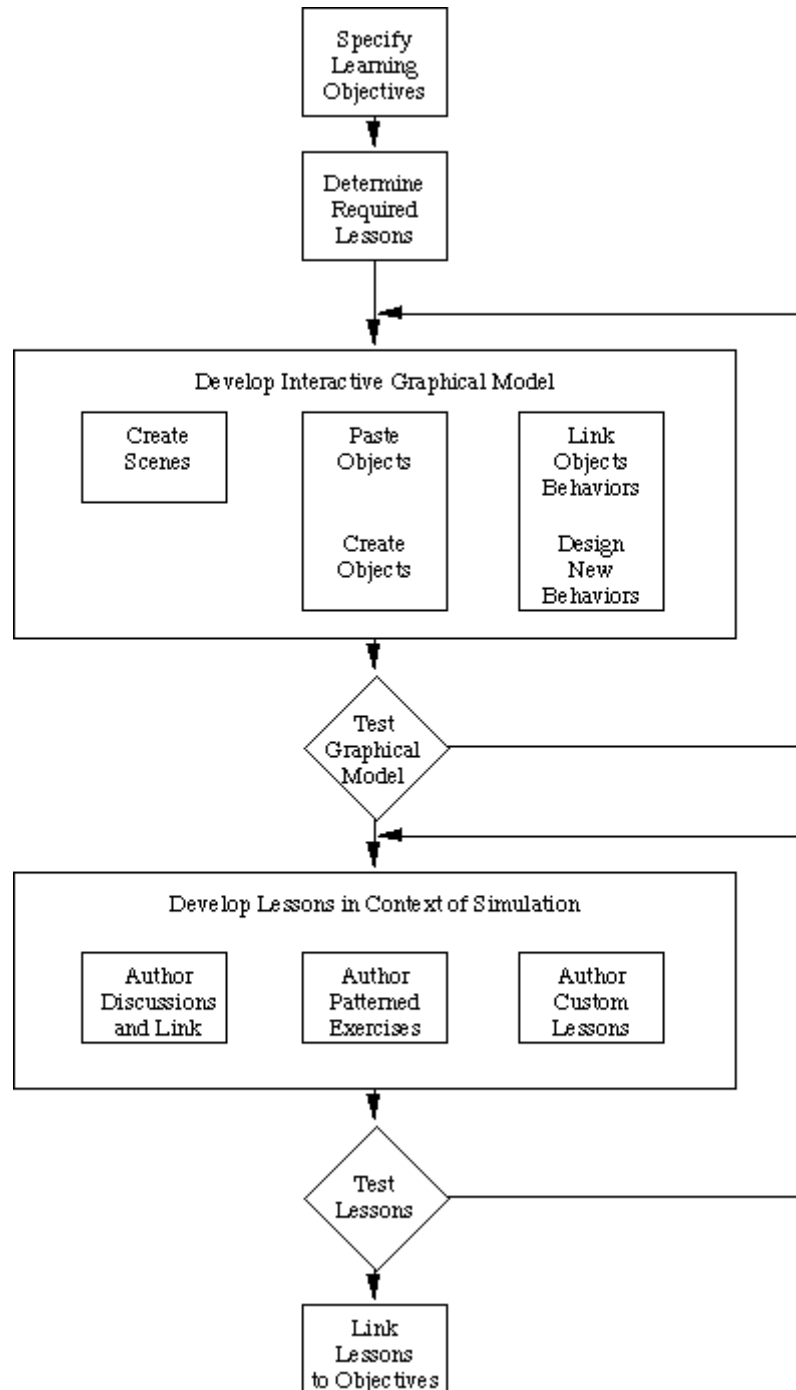 Specify
Learning
Objectives
Determine
Required
Lessons
Develop Interactive Graphical Model
Create
Scenes
Paste
Objects
Create
Objects
Link
Objects
Behaviors
Design
New
Behaviors
Test
Graphical
Model
Develop Lessons in Context of Simulation
Author
Discussions
and Link
Author
Patterned
Exercises
Author
Custom
Lessons
Test
Lessons
Link
Lessons
to Objectives